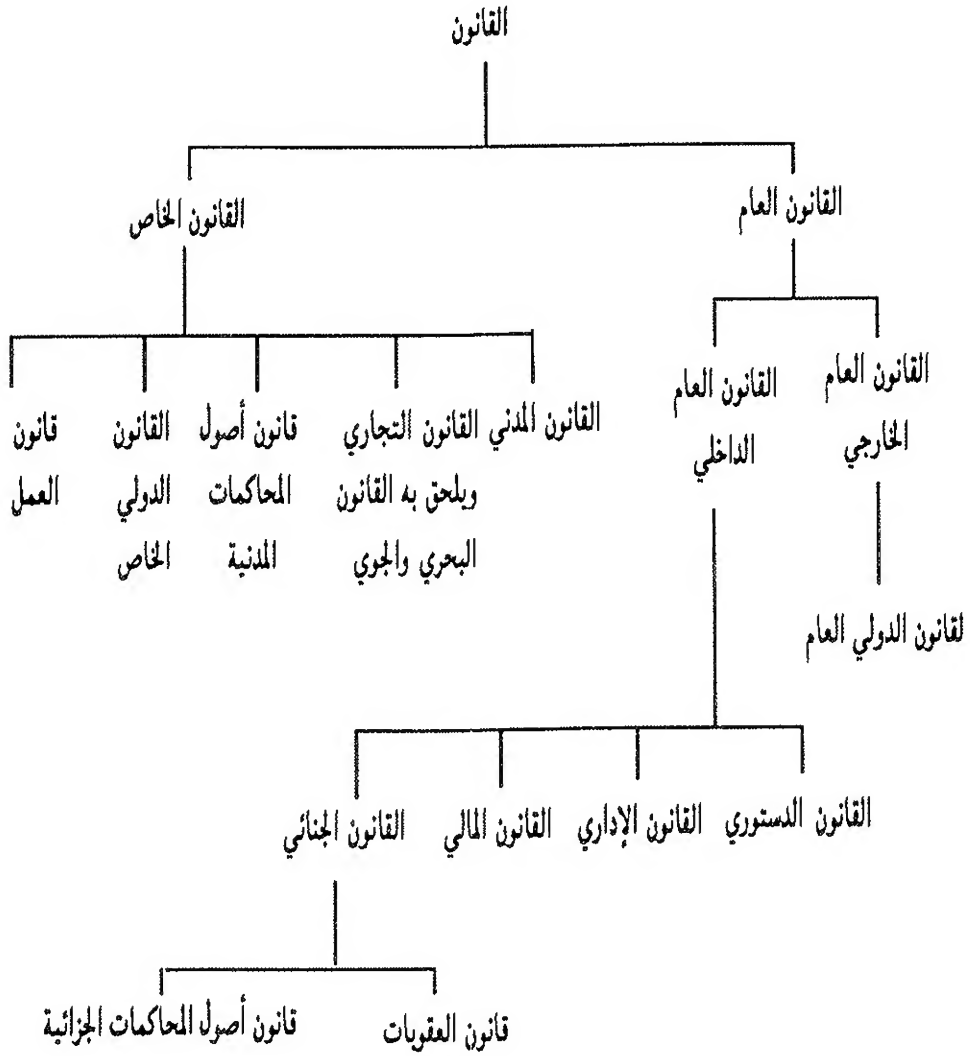 القانون
القانون العام
القانون الخاص
القانون العام
الخارجي
القانون العام
الداخلي
القانون المدني
القانون التجاري
ويلحق به القانون
البحري والجوي
قانون أصول
المحاكمات
المدنية
القانون
الدولي
الخاص
قانون
العمل
لقانون الدولي العام
القانون الدستوري
القانون الإداري
القانون المالي
القانون الجنائي
قانون العقوبات
قانون أصول المحاكمات الجزائية